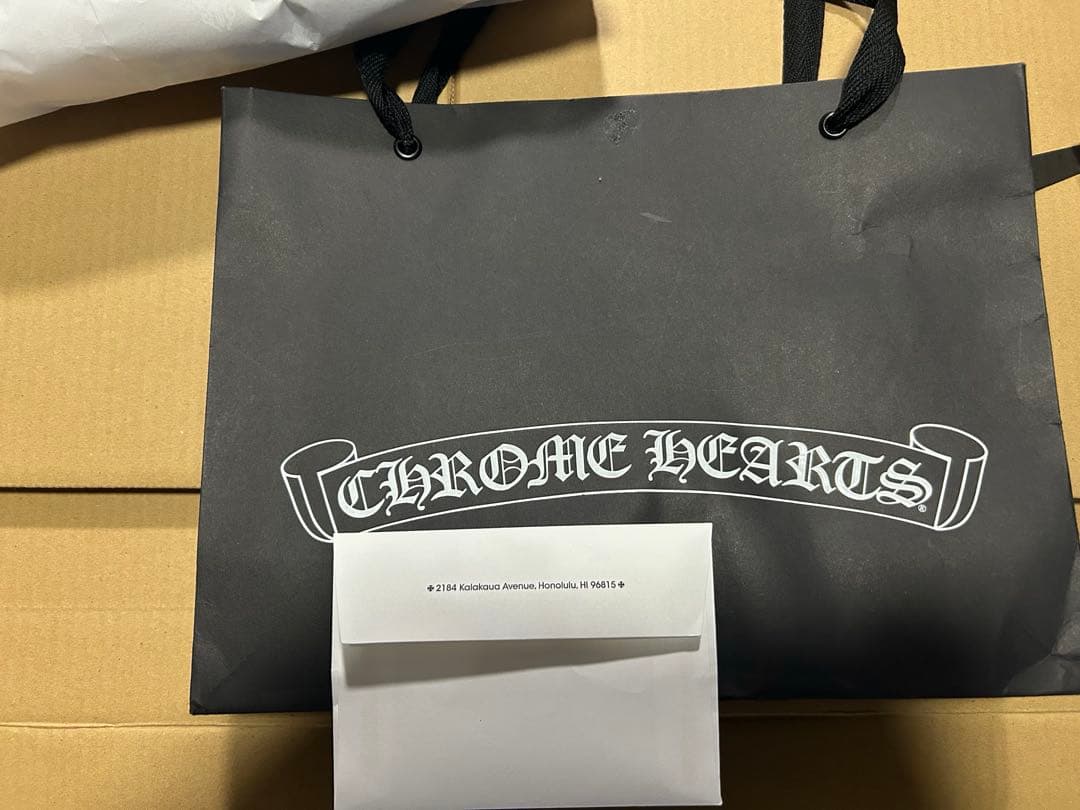 CHROME HEARTS®
✠ 2184 Kalakaua Avenue, Honolulu, HI 96815 ✠